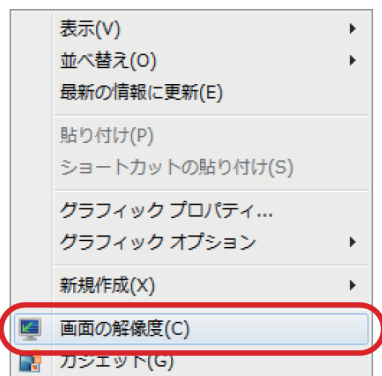 表示(V)
並べ替え(O)
最新の情報に更新(E)
貼り付け(P)
ショートカットの貼り付け(S)
グラフィック プロパティ...
グラフィック オプション
新規作成(X)
画面の解像度(C)
ガジェット(G)